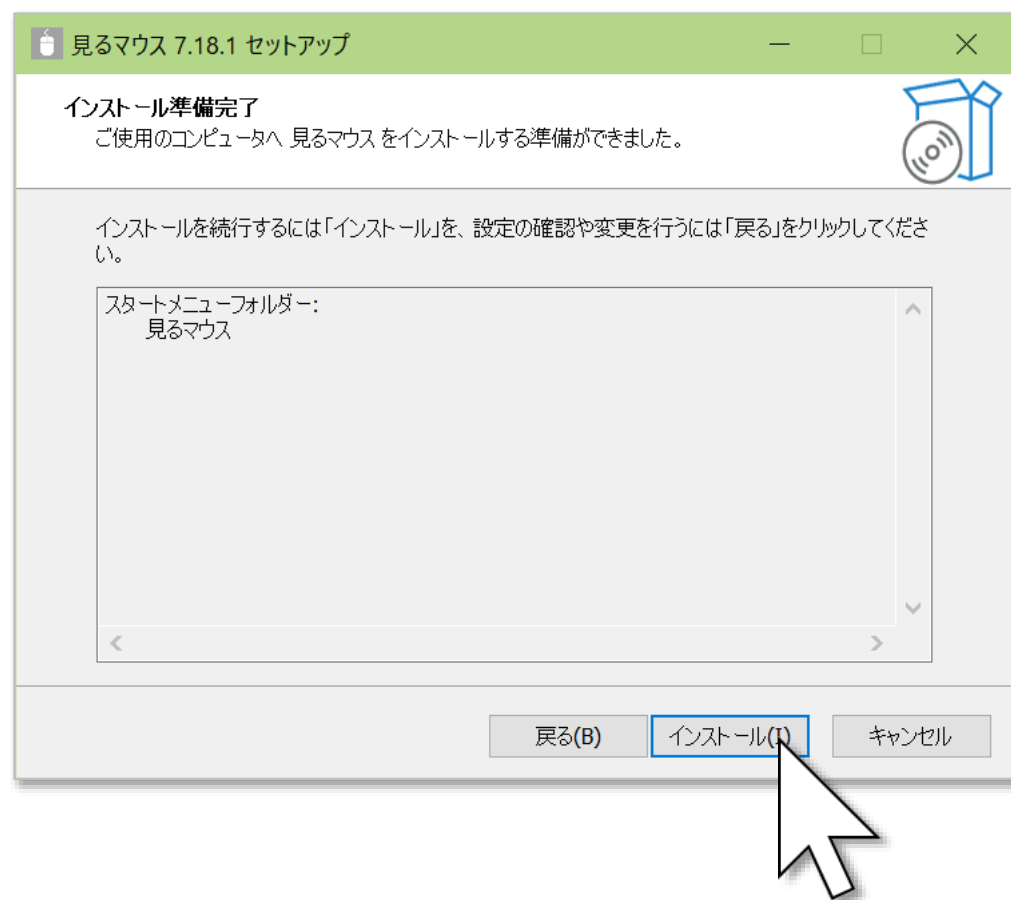 見るマウス 7.18.1 セットアップ
インストール準備完了
ご使用のコンピュータへ 見るマウス をインストールする準備ができました。
インストールを続行するには「インストール」を、設定の確認や変更を行うには「戻る」をクリックしてくださ
い。
スタートメニューフォルダー:
見るマウス
戻る(B)
インストール(I)
キャンセル